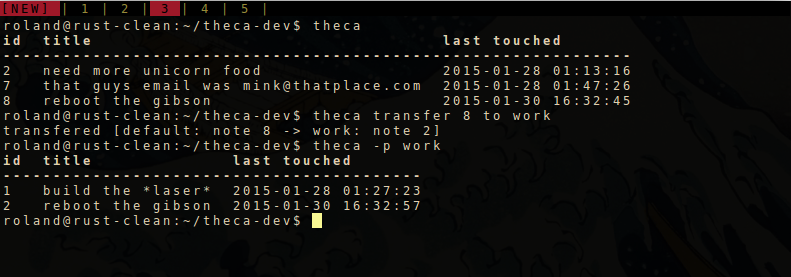 [NEW] | 1 | 2 | 3 | 4 | 5 |
roland@rust-clean:~/theca-dev$ theca
id  title                                          last touched
-------------------------------------------------------------------
2   need more unicorn food                         2015-01-28 01:13:16
7   that guys email was mink@thatplace.com         2015-01-28 01:47:26
8   reboot the gibson                              2015-01-30 16:32:45
roland@rust-clean:~/theca-dev$ theca transfer 8 to work
transfered [default: note 8 -> work: note 2]
roland@rust-clean:~/theca-dev$ theca -p work
id  title              last touched
--------------------------------------------
1   build the *laser*  2015-01-28 01:27:23
2   reboot the gibson  2015-01-30 16:32:57
roland@rust-clean:~/theca-dev$